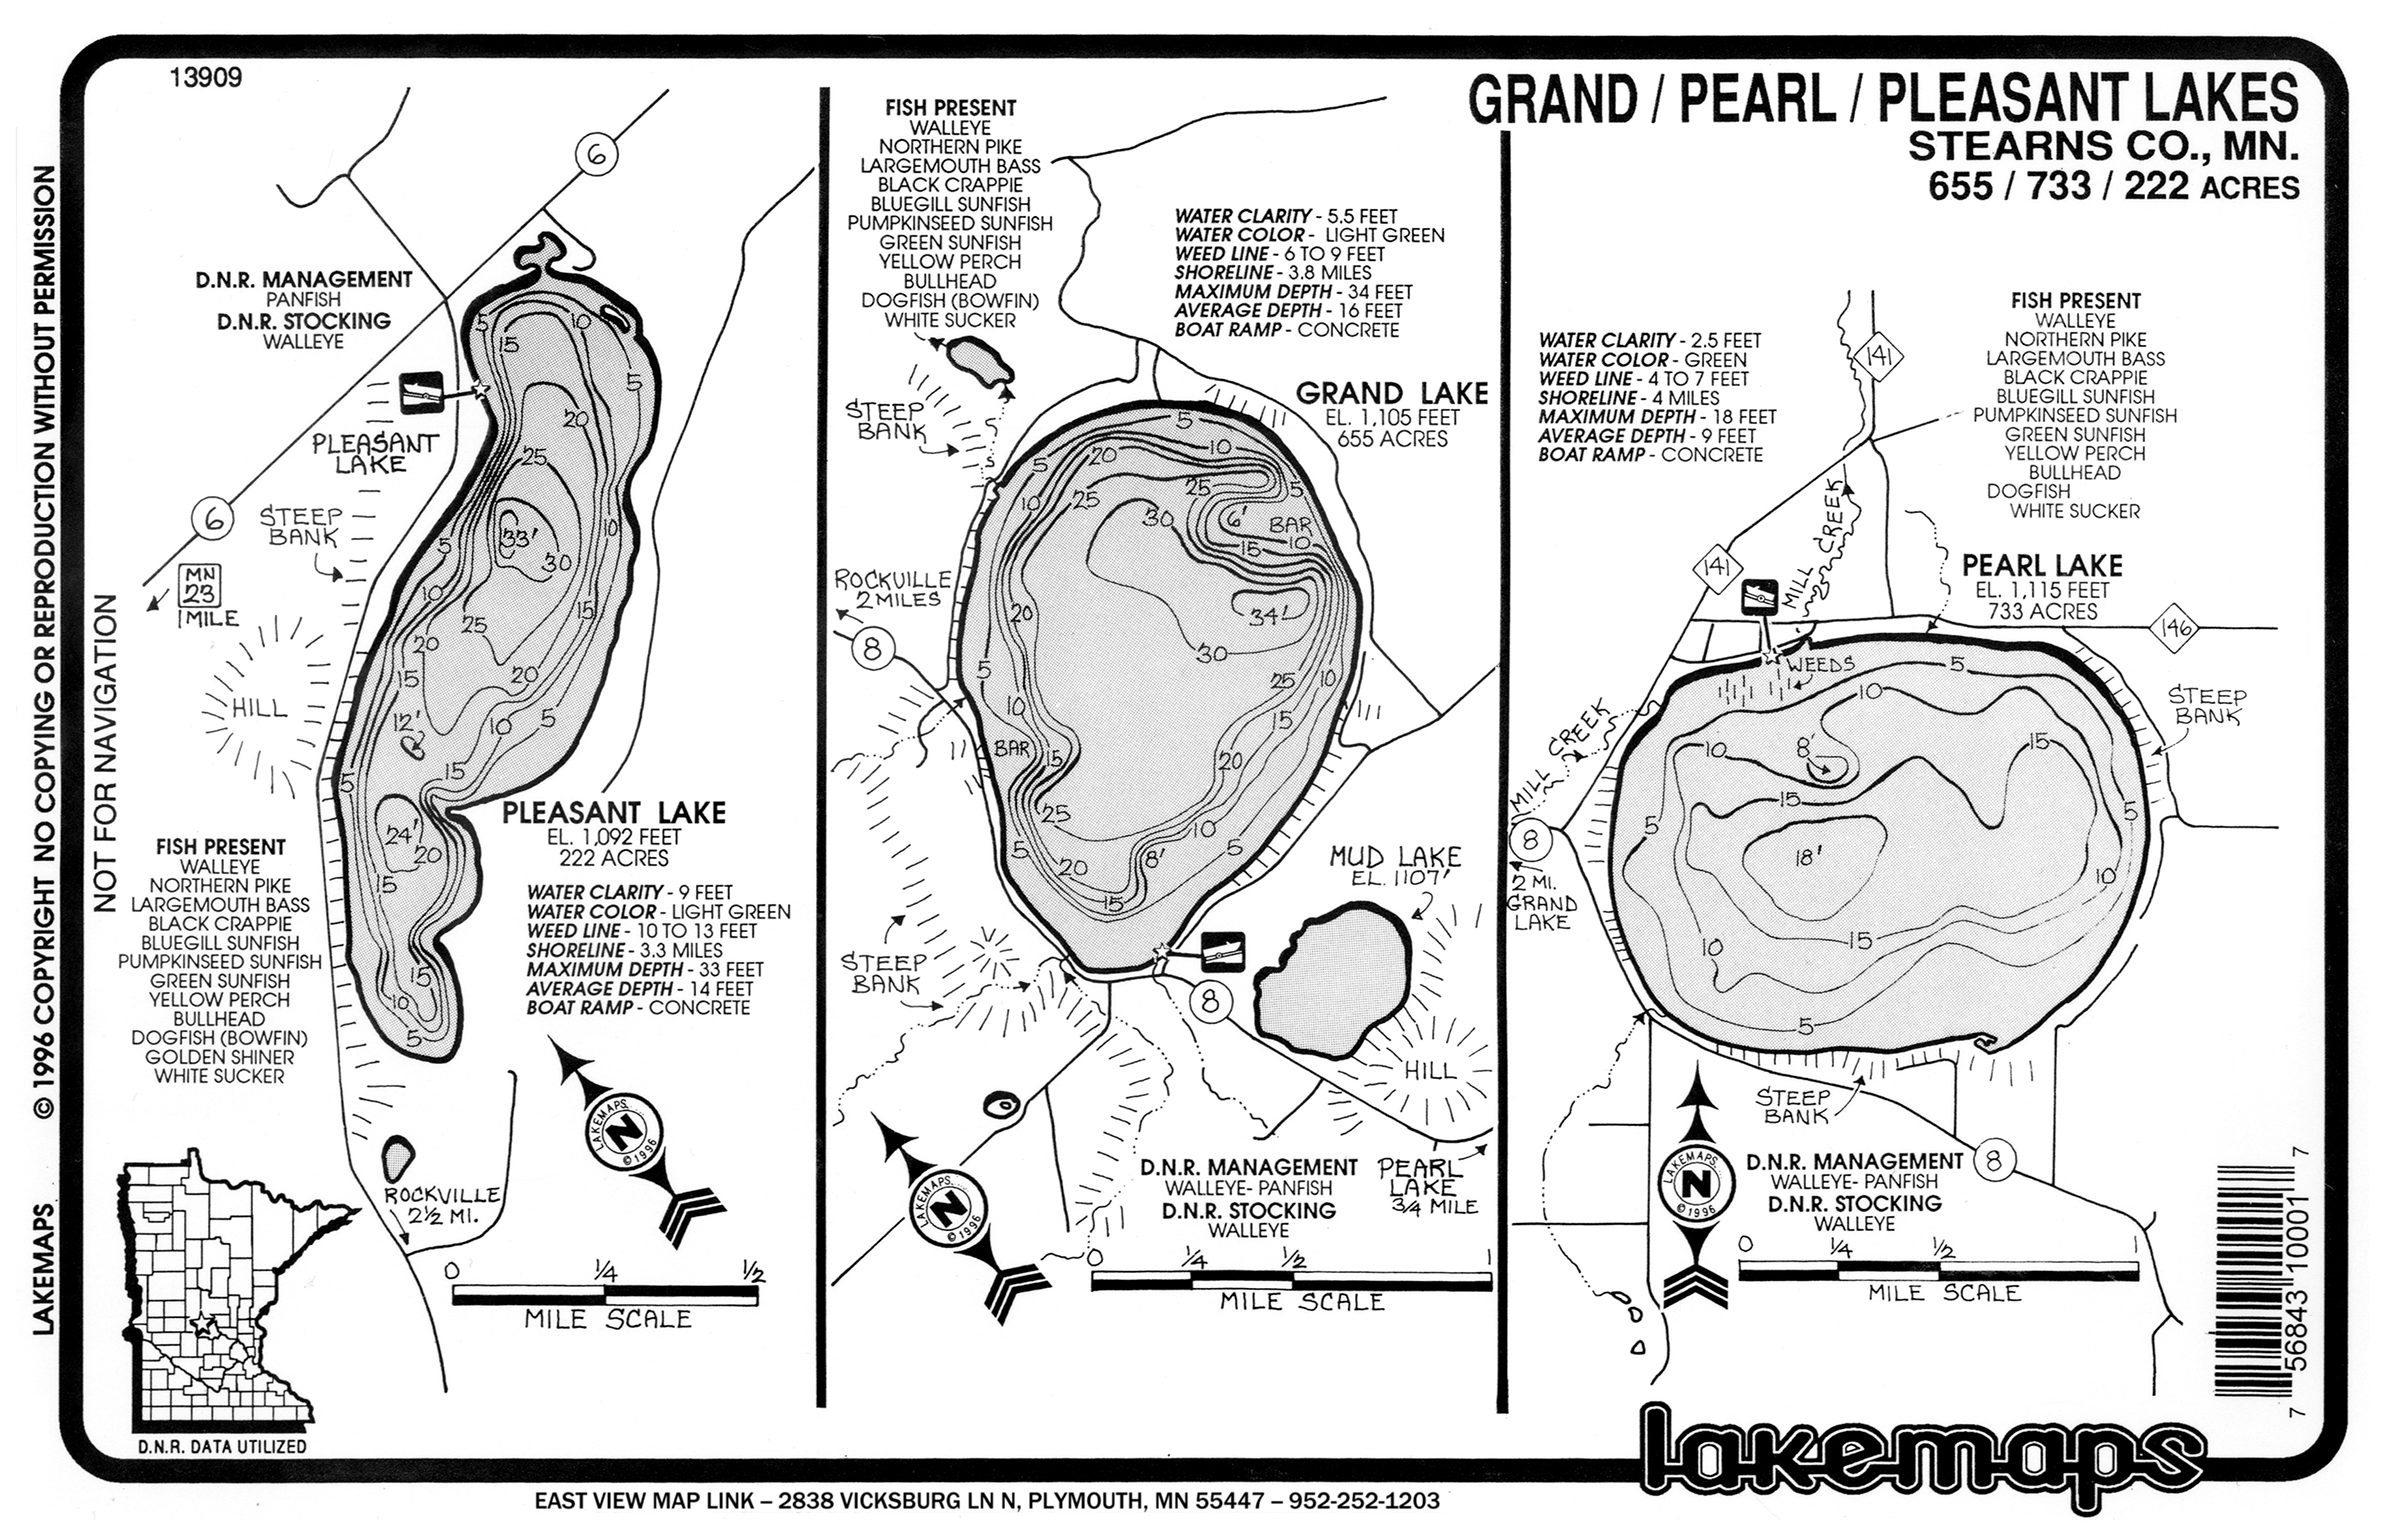 13909
GRAND / PEARL / PLEASANT LAKES
STEARNS CO., MN.
655 / 733 / 222 ACRES
LAKEMAPS © 1996 COPYRIGHT NO COPYING OR REPRODUCTION WITHOUT PERMISSION
NOT FOR NAVIGATION
6
D.N.R. MANAGEMENT
PANFISH
D.N.R. STOCKING
WALLEYE
5
10
15
5
20
PLEASANT
LAKE
25
6
STEEP
BANK
33'
10
5
30
MN
23
1 MILE
10
15
20
25
15
20
HILL
12'
10
5
5
15
24'
20
15
15
10
5
PLEASANT LAKE
EL. 1,092 FEET
222 ACRES
WATER CLARITY - 9 FEET
WATER COLOR - LIGHT GREEN
WEED LINE - 10 TO 13 FEET
SHORELINE - 3.3 MILES
MAXIMUM DEPTH - 33 FEET
AVERAGE DEPTH - 14 FEET
BOAT RAMP - CONCRETE
FISH PRESENT
WALLEYE
NORTHERN PIKE
LARGEMOUTH BASS
BLACK CRAPPIE
BLUEGILL SUNFISH
PUMPKINSEED SUNFISH
GREEN SUNFISH
YELLOW PERCH
BULLHEAD
DOGFISH (BOWFIN)
GOLDEN SHINER
WHITE SUCKER
LAKEMAPS
N
© 1996
ROCKVILLE
2½ MI.
0 1/4 1/2
MILE SCALE
D.N.R. DATA UTILIZED
FISH PRESENT
WALLEYE
NORTHERN PIKE
LARGEMOUTH BASS
BLACK CRAPPIE
BLUEGILL SUNFISH
PUMPKINSEED SUNFISH
GREEN SUNFISH
YELLOW PERCH
BULLHEAD
DOGFISH (BOWFIN)
WHITE SUCKER
WATER CLARITY - 5.5 FEET
WATER COLOR - LIGHT GREEN
WEED LINE - 6 TO 9 FEET
SHORELINE - 3.8 MILES
MAXIMUM DEPTH - 34 FEET
AVERAGE DEPTH - 16 FEET
BOAT RAMP - CONCRETE
GRAND LAKE
EL. 1,105 FEET
655 ACRES
STEEP
BANK
5
10
5
20
25
5
10
25
30
6'
BAR
15
10
ROCKVILLE
2 MILES
8
20
34'
30
5
25
10
10
15
BAR
15
20
25
10
5
8'
5
20
15
MUD LAKE
EL. 1107'
STEEP
BANK
8
HILL
LAKEMAPS
N
© 1996
D.N.R. MANAGEMENT
WALLEYE- PANFISH
D.N.R. STOCKING
WALLEYE
PEARL
LAKE
3/4 MILE
0 1/4 1/2 1
MILE SCALE
WATER CLARITY - 2.5 FEET
WATER COLOR - GREEN
WEED LINE - 4 TO 7 FEET
SHORELINE - 4 MILES
MAXIMUM DEPTH - 18 FEET
AVERAGE DEPTH - 9 FEET
BOAT RAMP - CONCRETE
FISH PRESENT
WALLEYE
NORTHERN PIKE
LARGEMOUTH BASS
BLACK CRAPPIE
BLUEGILL SUNFISH
PUMPKINSEED SUNFISH
GREEN SUNFISH
YELLOW PERCH
BULLHEAD
DOGFISH
WHITE SUCKER
141
MILL CREEK
141
PEARL LAKE
EL. 1,115 FEET
733 ACRES
146
WEEDS
5
10
STEEP
BANK
MILL CREEK
10
8'
15
15
5
5
8
2 MI.
GRAND
LAKE
18'
10
10
15
5
STEEP
BANK
8
LAKEMAPS
N
© 1996
D.N.R. MANAGEMENT
WALLEYE- PANFISH
D.N.R. STOCKING
WALLEYE
0 1/4 1/2 1
MILE SCALE
7 56843 10001 7
lakemaps
EAST VIEW MAP LINK – 2838 VICKSBURG LN N, PLYMOUTH, MN 55447 – 952-252-1203